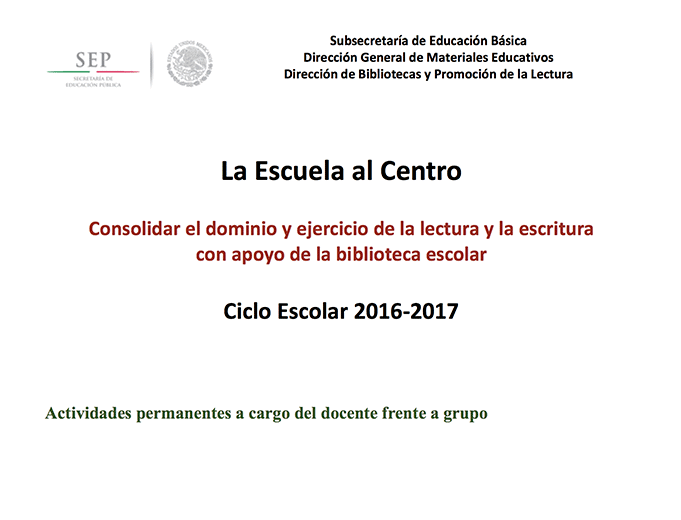 SEP
SECRETARÍA DE
EDUCACIÓN PÚBLICA
Subsecretaría de Educación Básica
Dirección General de Materiales Educativos
Dirección de Bibliotecas y Promoción de la Lectura
La Escuela al Centro
Consolidar el dominio y ejercicio de la lectura y la escritura
con apoyo de la biblioteca escolar
Ciclo Escolar 2016-2017
Actividades permanentes a cargo del docente frente a grupo